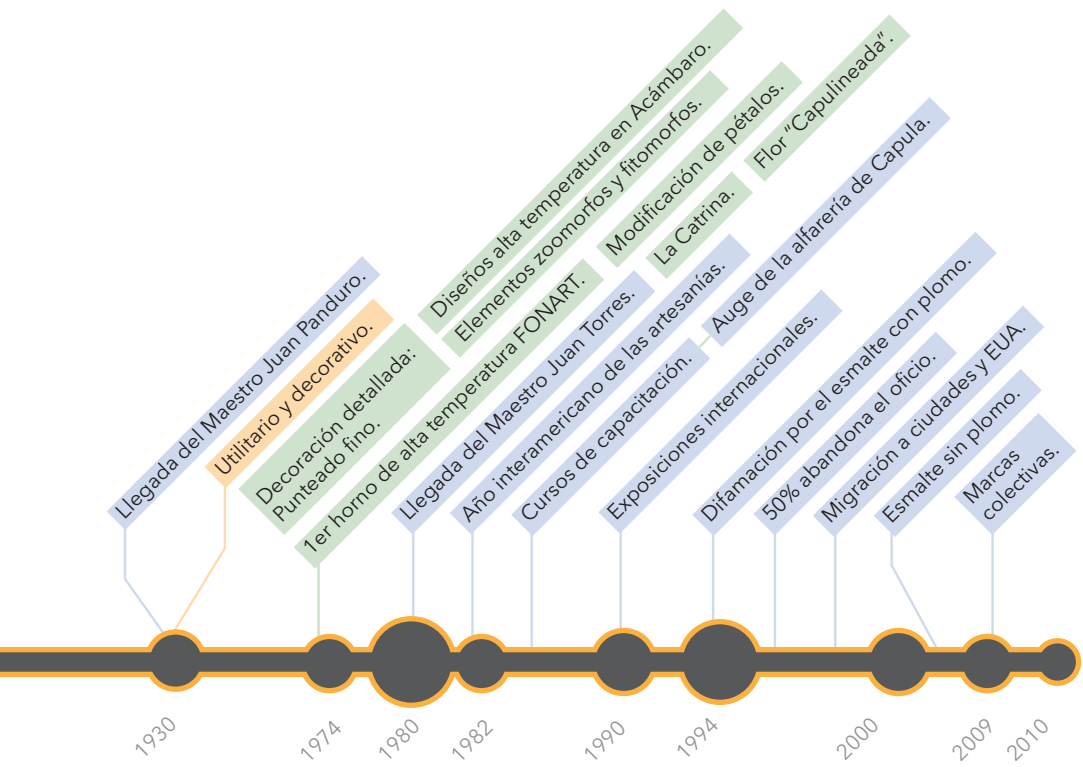 Llegada del Maestro Juan Panduro.
Utilitario y decorativo.
Decoración detallada:
Punteado fino.
1er horno de alta temperatura FONART.
Diseños alta temperatura en Acámbaro.
Elementos zoomorfos y fitomorfos.
Llegada del Maestro Juan Torres.
Modificación de pétalos.
Año interamericano de las artesanías.
La Catrina.
Cursos de capacitación.
Flor "Capulineada".
Auge de la alfarería de Capula.
Exposiciones internacionales.
Difamación por el esmalte con plomo.
50% abandona el oficio.
Migración a ciudades y EUA.
Esmalte sin plomo.
Marcas
colectivas.
1930
1974
1980
1982
1990
1994
2000
2009
2010